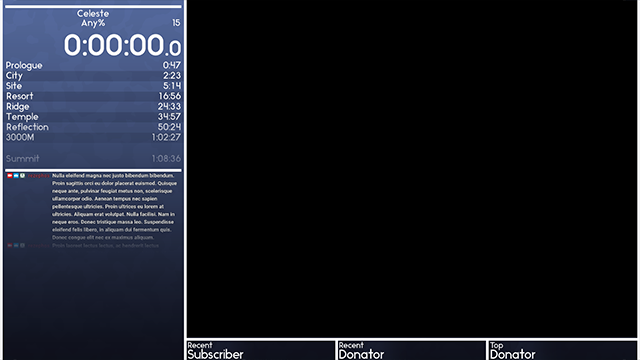 Celeste
Any%
15
0:00:00.0
Prologue 0:47
City 2:23
Site 5:14
Resort 16:56
Ridge 24:33
Temple 34:57
Reflection 50:24
3000M 1:02:27
Summit 1:08:36
Nulla eleifend magna nec justo bibendum bibendum.
Proin sagittis orci eu dolor placerat euismod. Quisque
neque ante, pulvinar feugiat metus non, scelerisque
ullamcorper odio. Aenean tempus nec sapien
pellentesque ultricies. Proin ultrices eu lorem at
ultricies. Aliquam erat volutpat. Nulla facilisi. Nam in
neque eros. Donec tristique massa leo. Suspendisse
eleifend felis libero, in aliquam dui fermentum quis.
Donec congue elit nec ex maximus aliquam.
Proin laoreet lectus lectus, ac hendrerit lectus
Recent
Subscriber
Recent
Donator
Top
Donator